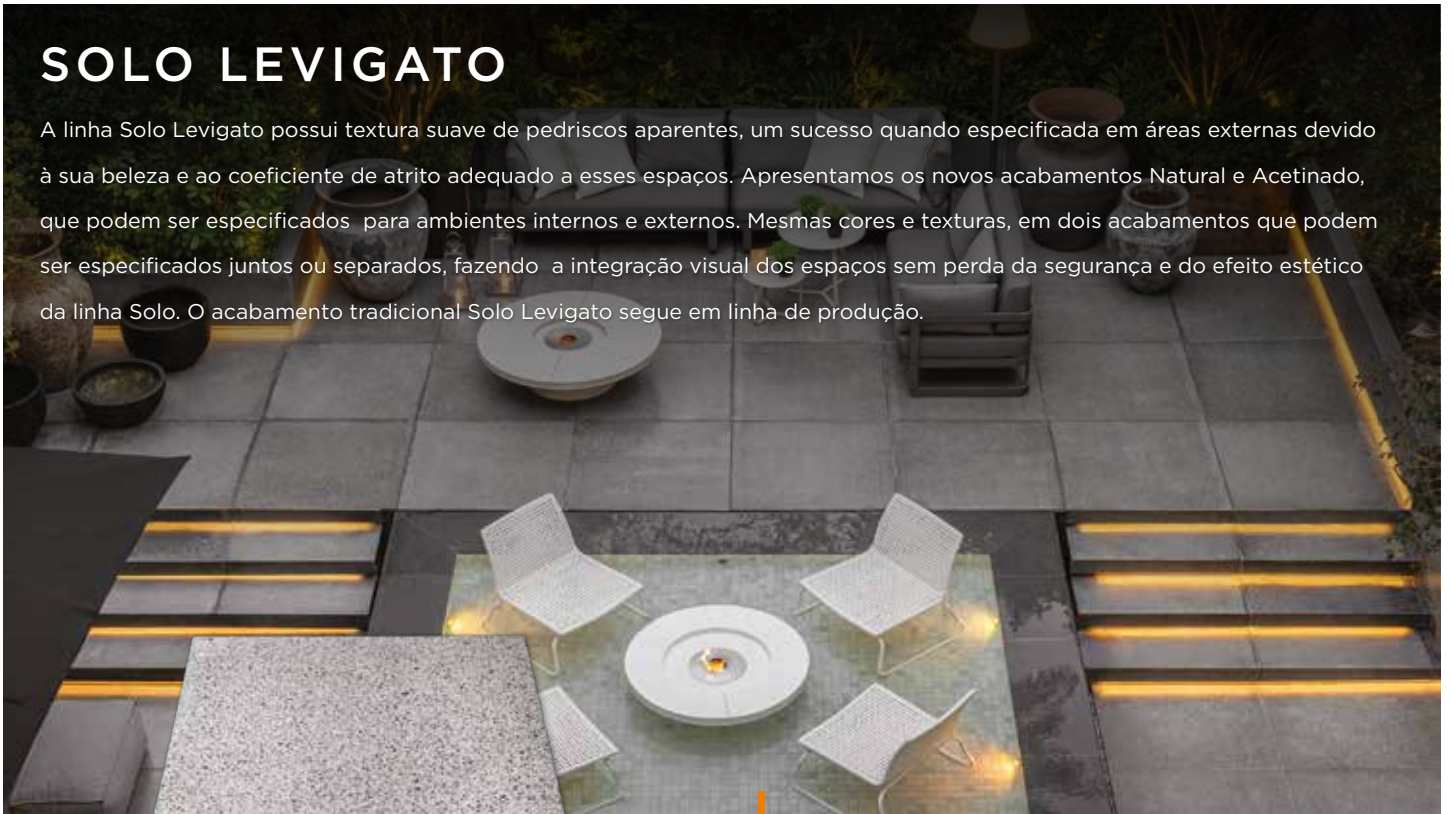 SOLO LEVIGATO
A linha Solo Levigato possui textura suave de pedriscos aparentes, um sucesso quando especificada em áreas externas devido
à sua beleza e ao coeficiente de atrito adequado a esses espaços. Apresentamos os novos acabamentos Natural e Acetinado,
que podem ser especificados  para ambientes internos e externos. Mesmas cores e texturas, em dois acabamentos que podem
ser especificados juntos ou separados, fazendo  a integração visual dos espaços sem perda da segurança e do efeito estético
da linha Solo. O acabamento tradicional Solo Levigato segue em linha de produção.